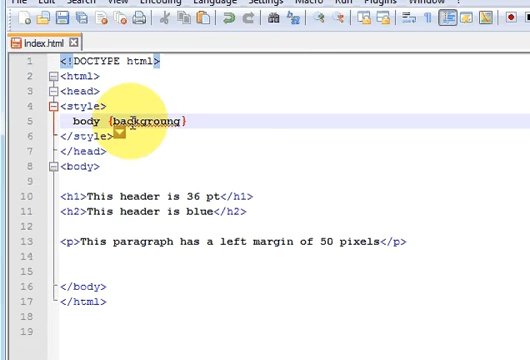 Edit Search View Encoding Language Settings Macro Run Plugins Window ?
index.html
1 <!DOCTYPE html>
2 <html>
3 <head>
4 <style>
5 body {backgroung}
6 </style>
7 </head>
8 <body>
9
10 <h1>This header is 36 pt</h1>
11 <h2>This header is blue</h2>
12
13 <p>This paragraph has a left margin of 50 pixels</p>
14
15
16 </body>
17 </html>
18
19